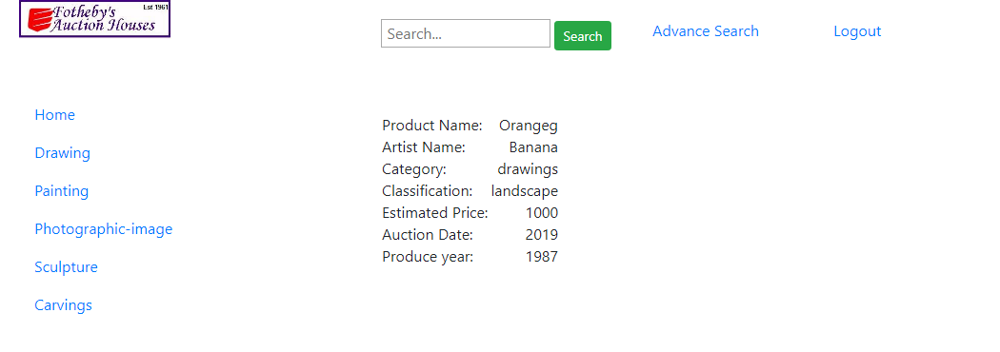 Fotheby's Est 1961
Auction Houses
Search... Search Advance Search Logout
Home
Drawing
Painting
Photographic-image
Sculpture
Carvings
Product Name: Orangeg
Artist Name: Banana
Category: drawings
Classification: landscape
Estimated Price: 1000
Auction Date: 2019
Produce year: 1987